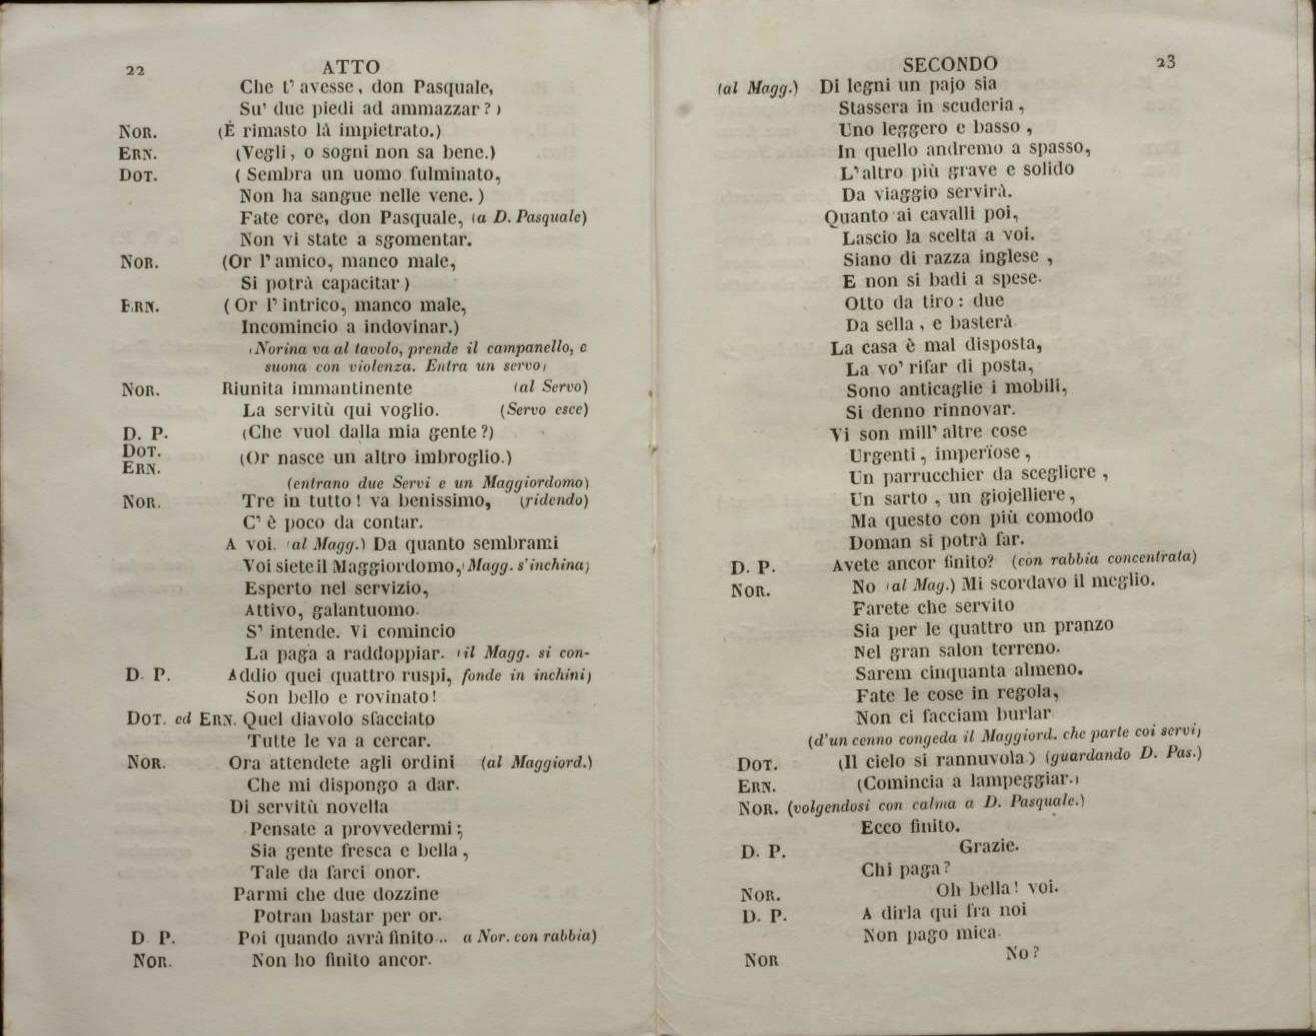 22 ATTO
Che t' avesse, don Pasquale,
Su' due piedi ad ammazzar?)
NOR. (È rimasto là impietrato.)
ERN. (Vegli, o sogni non sa bene.)
DOT. (Sembra un uomo fulminato,
Non ha sangue nelle vene.)
Fate core, don Pasquale, (a D. Pasquale)
Non vi state a sgomentar.
NOR. (Or l' amico, manco male,
Si potrà capacitar)
ERN. (Or l' intrico, manco male,
Incomincio a indovinar.)
(Norina va al tavolo, prende il campanello, e
suona con violenza. Entra un servo)
NOR. Riunita immantinente (al Servo)
La servitù qui voglio. (Servo esce)
D. P. (Che vuol dalla mia gente?)
DOT.
ERN. (Or nasce un altro imbroglio.)
(entrano due Servi e un Maggiordomo)
NOR. Tre in tutto! va benissimo, (ridendo)
C' è poco da contar.
A voi. (al Magg.) Da quanto sembrami
Voi siete il Maggiordomo, (Magg. s'inchina)
Esperto nel servizio,
Attivo, galantuomo.
S' intende. Vi comincio
La paga a raddoppiar. (il Magg. si con-
D. P. Addio quei quattro ruspi, fonde in inchini)
Son bello e rovinato!
DOT. ed ERN. Quel diavolo sfacciato
Tutte le va a cercar.
NOR. Ora attendete agli ordini (al Maggiord.)
Che mi dispongo a dar.
Di servitù novella
Pensate a provvedermi;
Sia gente fresca e bella,
Tale da farci onor.
Parmi che due dozzine
Potran bastar per or.
D P. Poi quando avrà finito... a Nor. con rabbia)
NOR. Non ho finito ancor.
SECONDO 23
(al Magg.) Di legni un pajo sia
Stassera in scuderia,
Uno leggero e basso,
In quello andremo a spasso,
L'altro più grave e solido
Da viaggio servirà.
Quanto ai cavalli poi,
Lascio la scelta a voi.
Siano di razza inglese,
E non si badi a spese.
Otto da tiro: due
Da sella, e basterà
La casa è mal disposta,
La vo' rifar di posta,
Sono anticaglie i mobili,
Si denno rinnovar.
Vi son mill' altre cose
Urgenti, imperïose,
Un parrucchier da scegliere,
Un sarto, un giojelliere,
Ma questo con più comodo
Doman si potrà far.
D. P. Avete ancor finito? (con rabbia concentrata)
NOR. No (al Mag.) Mi scordavo il meglio.
Farete che servito
Sia per le quattro un pranzo
Nel gran salon terreno.
Sarem cinquanta almeno.
Fate le cose in regola,
Non ci facciam burlar
(d'un cenno congeda il Maggiord. che parte coi servi)
DOT. (Il cielo si rannuvola) (guardando D. Pas.)
ERN. (Comincia a lampeggiar.)
NOR. (volgendosi con calma a D. Pasquale.)
Ecco finito.
D. P. Grazie.
Chi paga?
NOR. Oh bella! voi.
D. P. A dirla qui fra noi
Non pago mica.
NOR No?